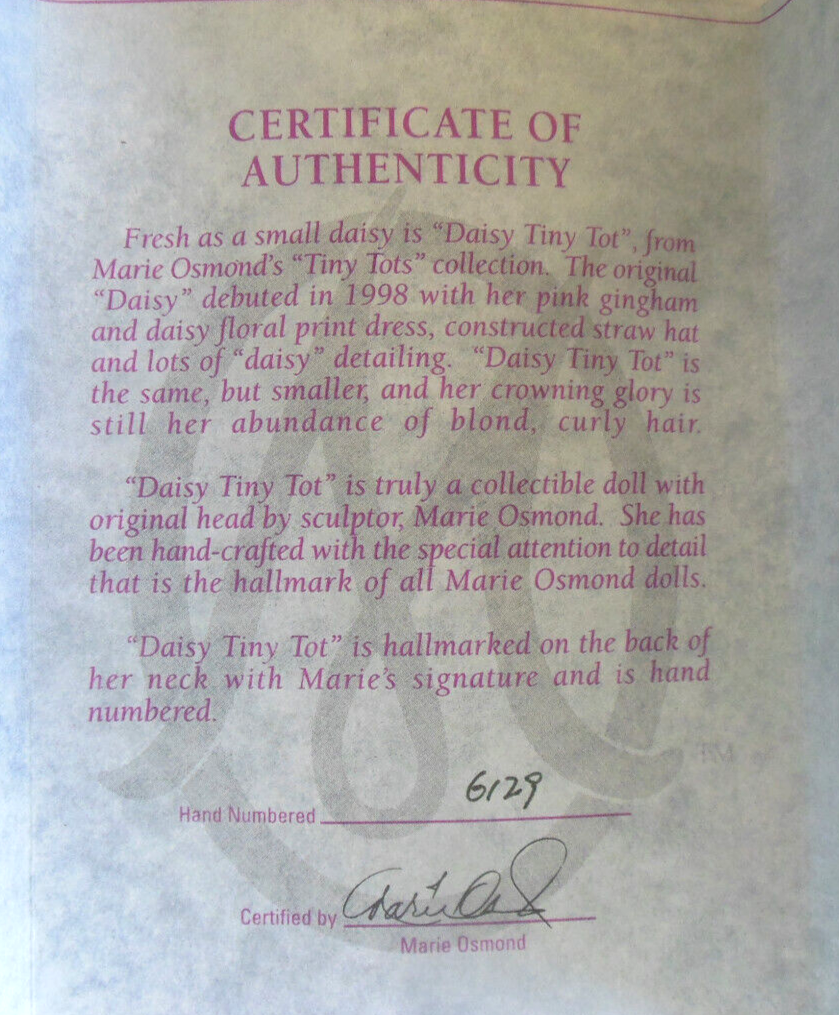 CERTIFICATE OF
AUTHENTICITY
Fresh as a small daisy is “Daisy Tiny Tot”, from
Marie Osmond’s “Tiny Tots” collection. The original
“Daisy” debuted in 1998 with her pink gingham
and daisy floral print dress, constructed straw hat
and lots of “daisy” detailing. “Daisy Tiny Tot” is
the same, but smaller, and her crowning glory is
still her abundance of blond, curly hair.
“Daisy Tiny Tot” is truly a collectible doll with
original head by sculptor, Marie Osmond. She has
been hand-crafted with the special attention to detail
that is the hallmark of all Marie Osmond dolls.
“Daisy Tiny Tot” is hallmarked on the back of
her neck with Marie’s signature and is hand
numbered.
Hand Numbered 6129
Certified by Marie Osmond
Marie Osmond